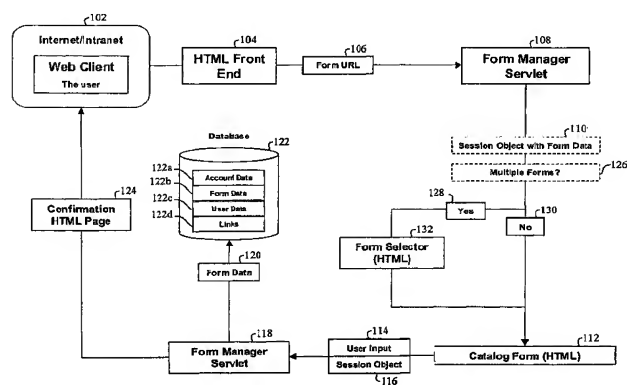 102
Internet/Intranet
Web Client
The user
104
HTML Front
End
106
Form URL
108
Form Manager
Servlet
110
Session Object with Form Data
126
Multiple Forms?
128
Yes
130
No
132
Form Selector
(HTML)
112
Catalog Form (HTML)
114
User Input
Session Object
116
118
Form Manager
Servlet
120
Form Data
Database
122
122a
Account Data
122b
Form Data
122c
User Data
122d
Links
124
Confirmation
HTML Page